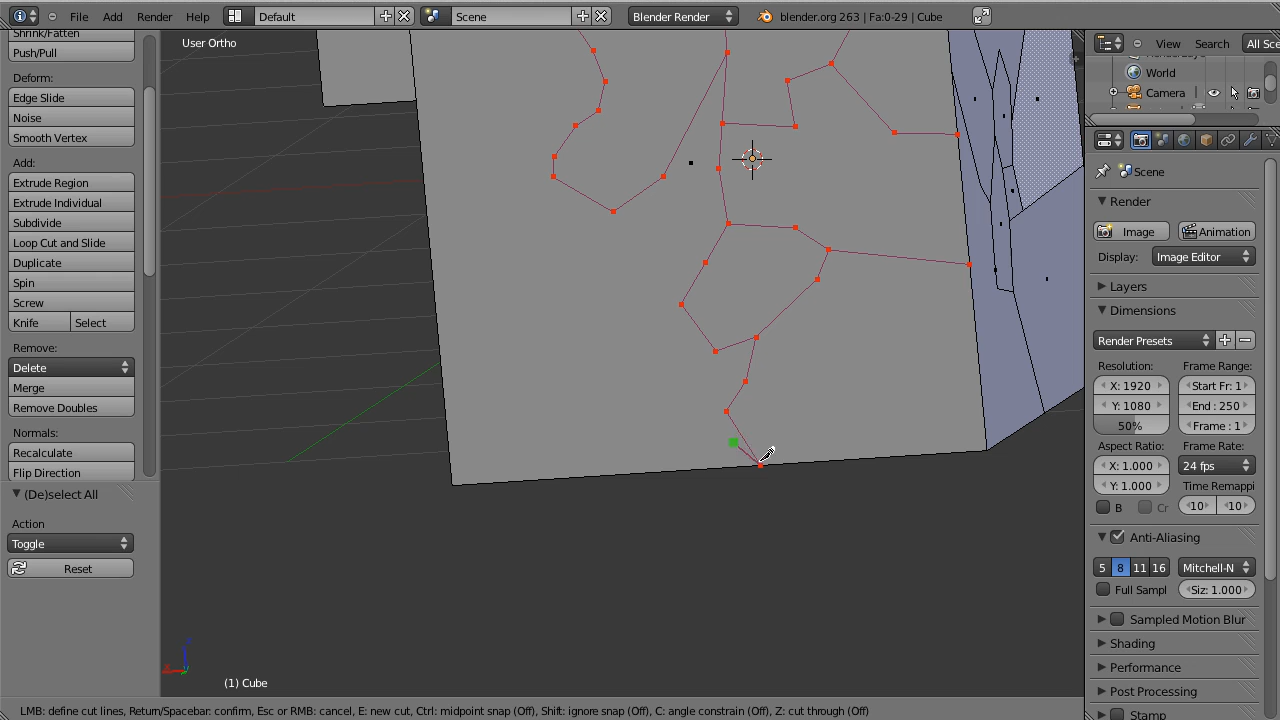 File Add Render Help Default Scene Blender Render blender.org 263 | Fa:0-29 | Cube
Shrink/Fatten
Push/Pull
Deform:
Edge Slide
Noise
Smooth Vertex
Add:
Extrude Region
Extrude Individual
Subdivide
Loop Cut and Slide
Duplicate
Spin
Screw
Knife Select
Remove:
Delete
Merge
Remove Doubles
Normals:
Recalculate
Flip Direction
(De)select All
Action
Toggle
Reset
User Ortho
(1) Cube
LMB: define cut lines, Return/Spacebar: confirm, Esc or RMB: cancel, E: new cut, Ctrl: midpoint snap (Off), Shift: ignore snap (Off), C: angle constrain (Off), Z: cut through (Off)
View Search All Sce
World
Camera
Scene
Render
Image Animation
Display: Image Editor
Layers
Dimensions
Render Presets
Resolution: Frame Range:
X: 1920 Start Fr: 1
Y: 1080 End : 250
50% Frame : 1
Aspect Ratio: Frame Rate:
X: 1.000 24 fps
Y: 1.000 Time Remappi
B Cr 10 10
Anti-Aliasing
5 8 11 16 Mitchell-N
Full Sampl Siz: 1.000
Sampled Motion Blur
Shading
Performance
Post Processing
Stamp